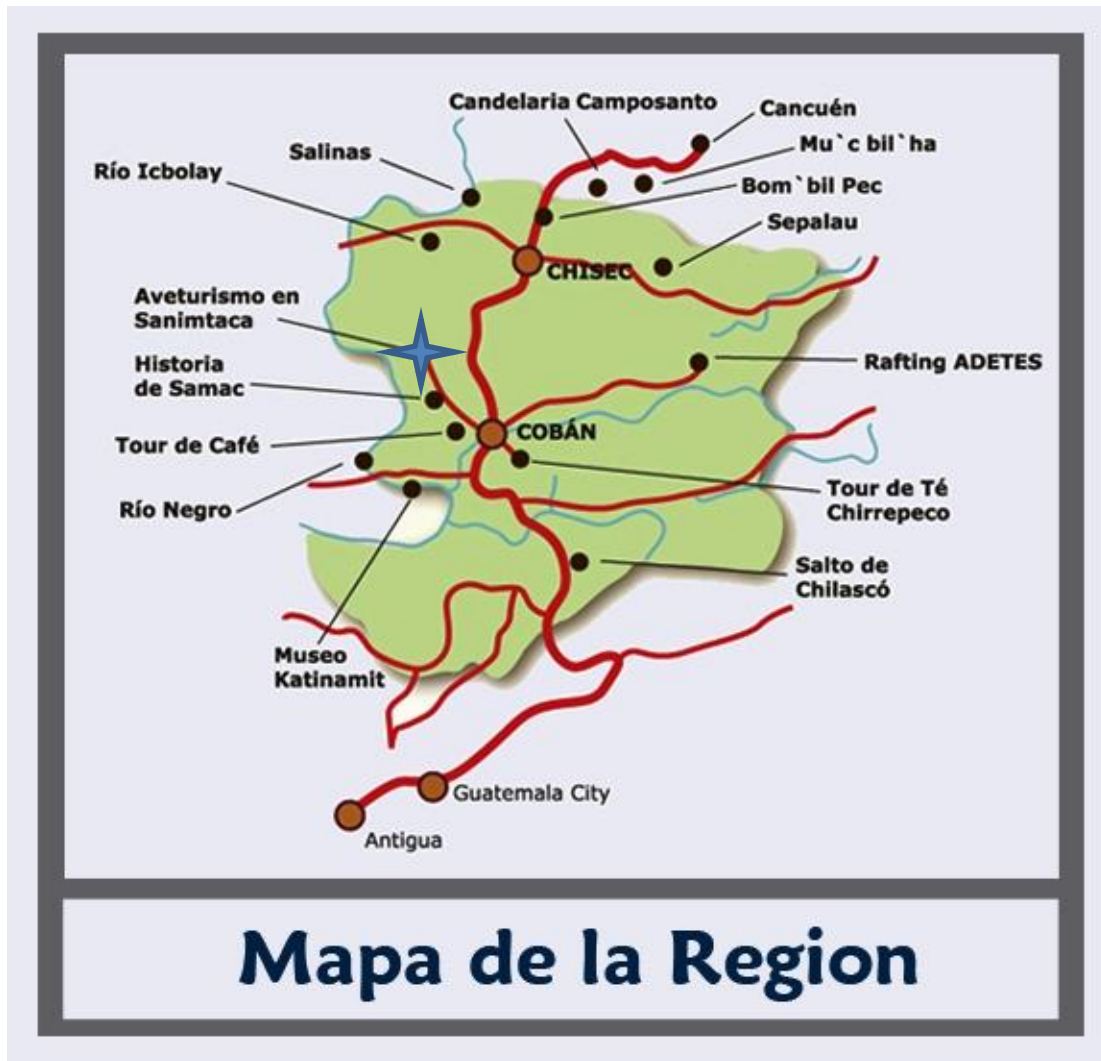 Candelaria Camposanto
Cancuén
Salinas
Mu`c bil`ha
Río Icbolay
Bom`bil Pec
Sepalau
CHISEC
Aveturismo en
Sanimtaca
Historia
de Samac
Rafting ADETES
Tour de Café
COBÁN
Río Negro
Tour de Té
Chirrepeco
Salto de
Chilascó
Museo
Katinamit
Guatemala City
Antigua
Mapa de la Region